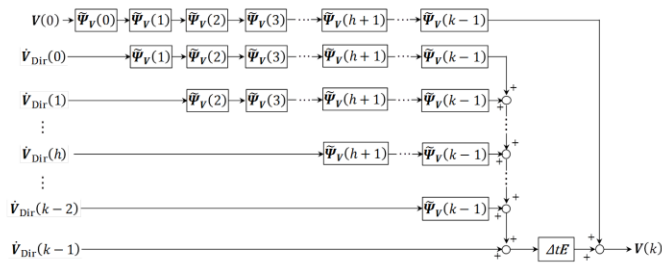 V(0) Ψ̃_V(0) Ψ̃_V(1) Ψ̃_V(2) Ψ̃_V(3) ⋯ Ψ̃_V(h+1) ⋯ Ψ̃_V(k−1)
V̇_Dir(0) Ψ̃_V(1) Ψ̃_V(2) Ψ̃_V(3) ⋯ Ψ̃_V(h+1) ⋯ Ψ̃_V(k−1)
+
V̇_Dir(1) Ψ̃_V(2) Ψ̃_V(3) ⋯ Ψ̃_V(h+1) ⋯ Ψ̃_V(k−1) +
⋮ ⋮
+
V̇_Dir(h) Ψ̃_V(h+1) ⋯ Ψ̃_V(k−1) +
⋮ ⋮
+
V̇_Dir(k−2) Ψ̃_V(k−1) +
+ +
V̇_Dir(k−1) + ΔtE + V(k)